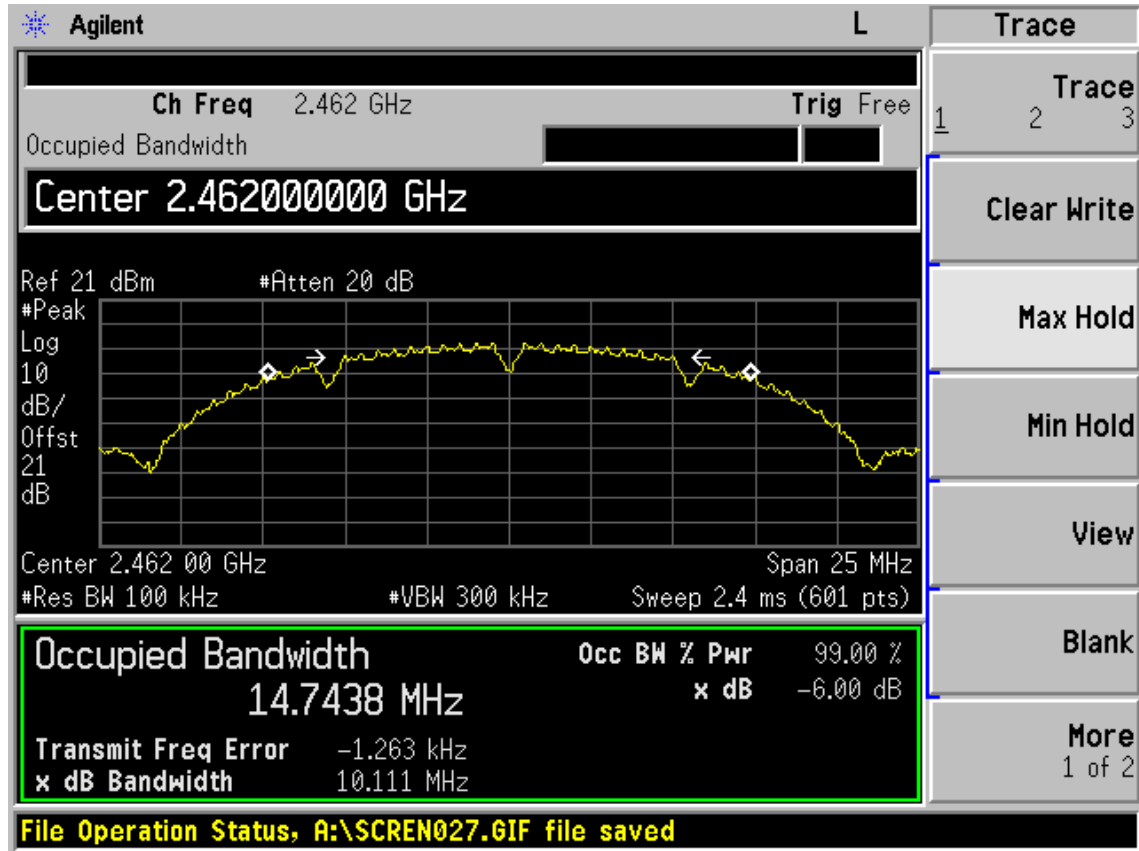 Agilent
L
Trace
Ch Freq 2.462 GHz
Trig Free
Occupied Bandwidth
Center 2.462000000 GHz
Ref 21 dBm
#Atten 20 dB
#Peak
Log
10
dB/
Offst
21
dB
Center 2.462 00 GHz
Span 25 MHz
#Res BW 100 kHz
#VBW 300 kHz
Sweep 2.4 ms (601 pts)
Occupied Bandwidth
14.7438 MHz
Occ BW % Pwr 99.00 %
x dB -6.00 dB
Transmit Freq Error -1.263 kHz
x dB Bandwidth 10.111 MHz
File Operation Status, A:\SCREN027.GIF file saved
Trace
1 2 3
Clear Write
Max Hold
Min Hold
View
Blank
More
1 of 2